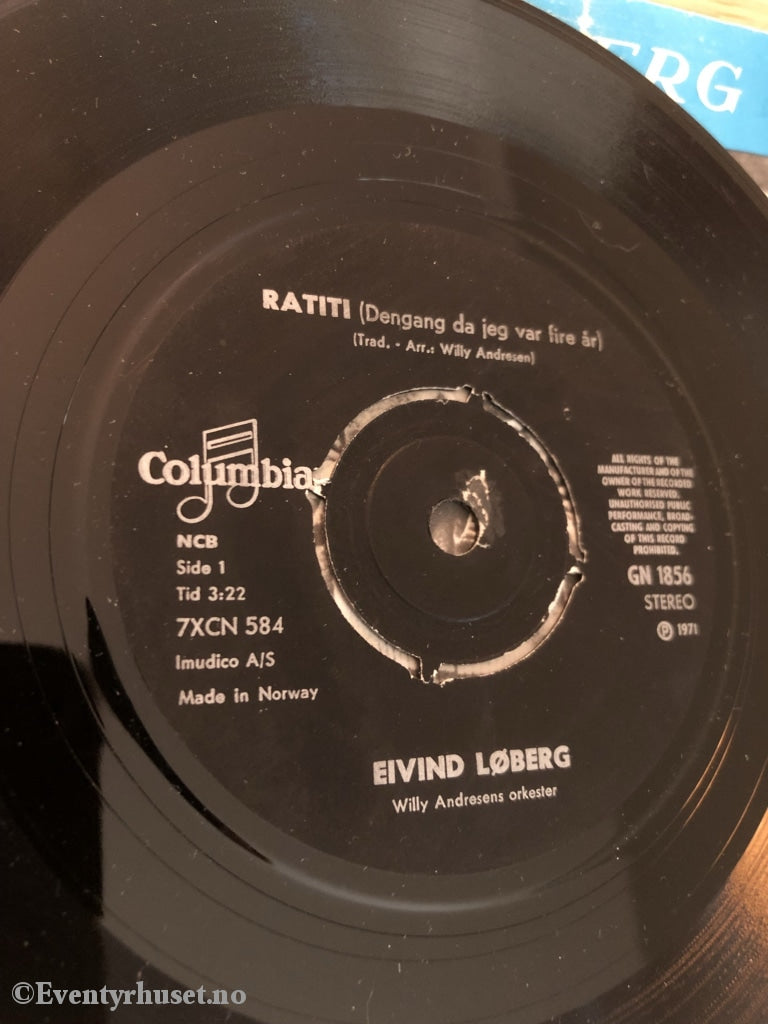 ERG
RATITI (Dengang da jeg var fire år)
(Trad. - Arr.: Willy Andresen)
Columbia
NCB
Side 1
Tid 3:22
7XCN 584
Imudico A/S
Made in Norway
ALL RIGHTS OF THE
MANUFACTURER AND OF THE
OWNER OF THE RECORDED
WORK RESERVED.
UNAUTHORISED PUBLIC
PERFORMANCE, BROAD-
CASTING AND COPYING
OF THIS RECORD
PROHIBITED.
GN 1856
STEREO
℗ 1971
EIVIND LØBERG
Willy Andresens orkester
©Eventyrhuset.no